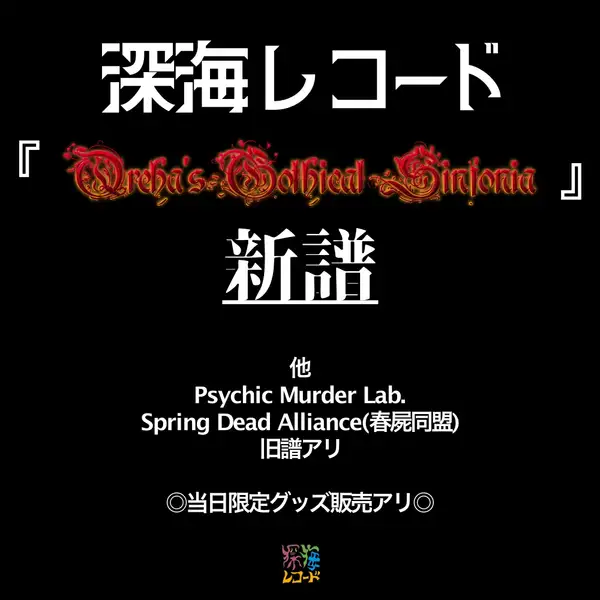 深海レコード
『Qreha's Gothical Sinfonia』
新譜
他
Psychic Murder Lab.
Spring Dead Alliance(春屍同盟)
旧譜アリ
◎当日限定グッズ販売アリ◎
深海
レコード